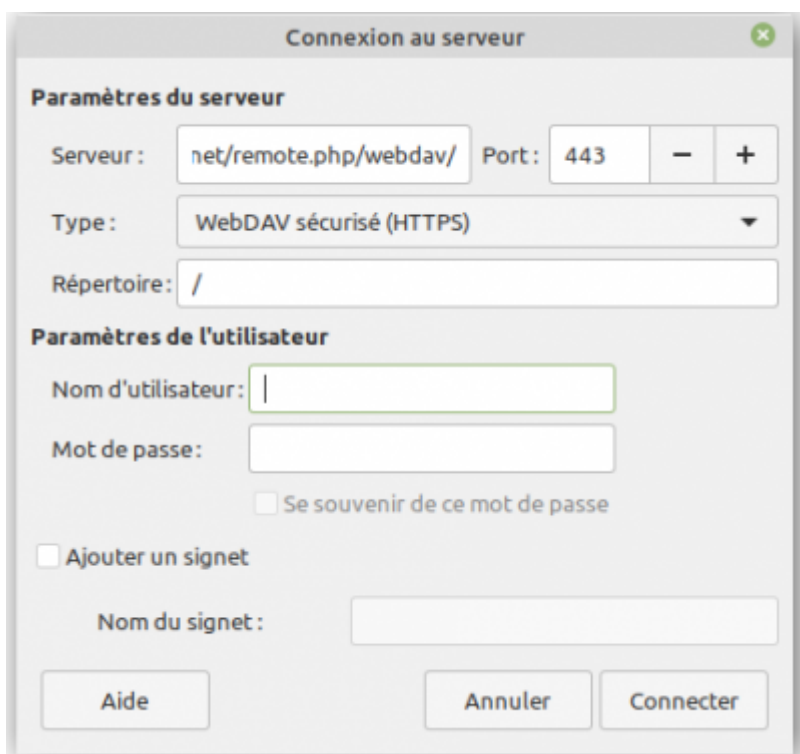 Connexion au serveur
Paramètres du serveur
Serveur : net/remote.php/webdav/ Port : 443 − +
Type : WebDAV sécurisé (HTTPS)
Répertoire : /
Paramètres de l'utilisateur
Nom d'utilisateur :
Mot de passe :
Se souvenir de ce mot de passe
Ajouter un signet
Nom du signet :
Aide Annuler Connecter